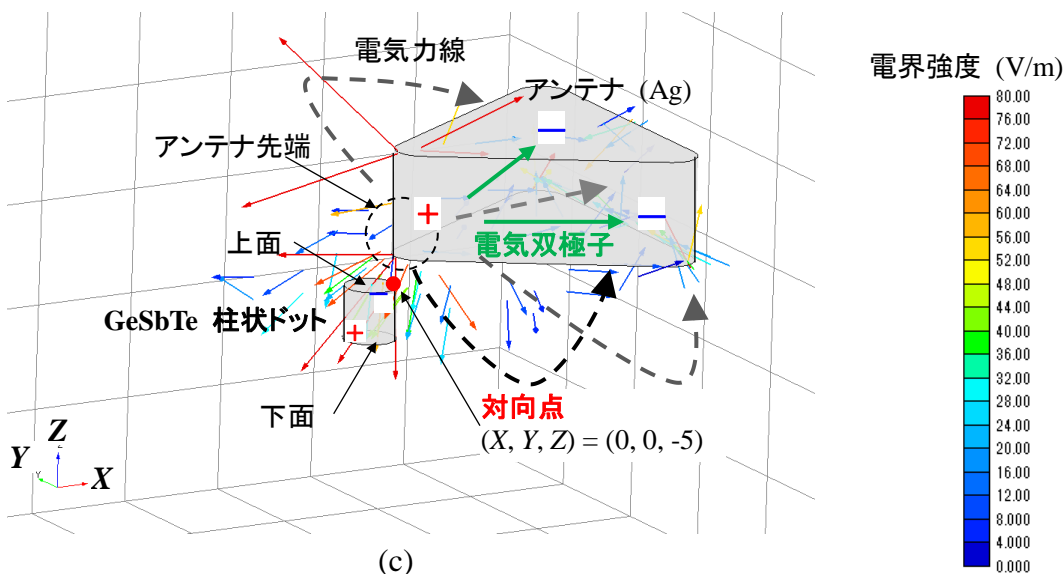 電気力線
アンテナ (Ag)
アンテナ先端
−
+
−
電気双極子
上面
−
GeSbTe 柱状ドット
+
下面
対向点
(X, Y, Z) = (0, 0, -5)
Z
Y
X
Z
Y
X
(c)
電界強度 (V/m)
80.00
76.00
72.00
68.00
64.00
60.00
56.00
52.00
48.00
44.00
40.00
36.00
32.00
28.00
24.00
20.00
16.00
12.00
8.000
4.000
0.000